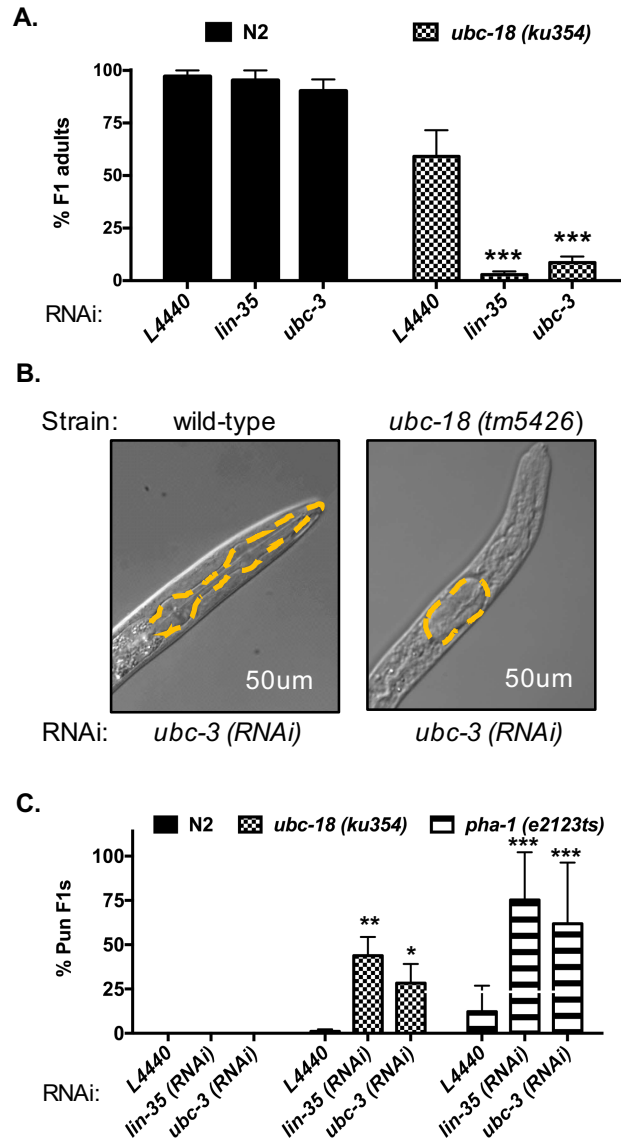 A.
N2 ubc-18 (ku354)
100
75
50
25
0
% F1 adults
*** ***
RNAi: L4440 lin-35 ubc-3 L4440 lin-35 ubc-3
B.
Strain: wild-type ubc-18 (tm5426)
50um 50um
RNAi: ubc-3 (RNAi) ubc-3 (RNAi)
C.
N2 ubc-18 (ku354) pha-1 (e2123ts)
100
75
50
25
0
% Pun F1s
** * *** ***
RNAi: L4440 lin-35 (RNAi) ubc-3 (RNAi) L4440 lin-35 (RNAi) ubc-3 (RNAi) L4440 lin-35 (RNAi) ubc-3 (RNAi)